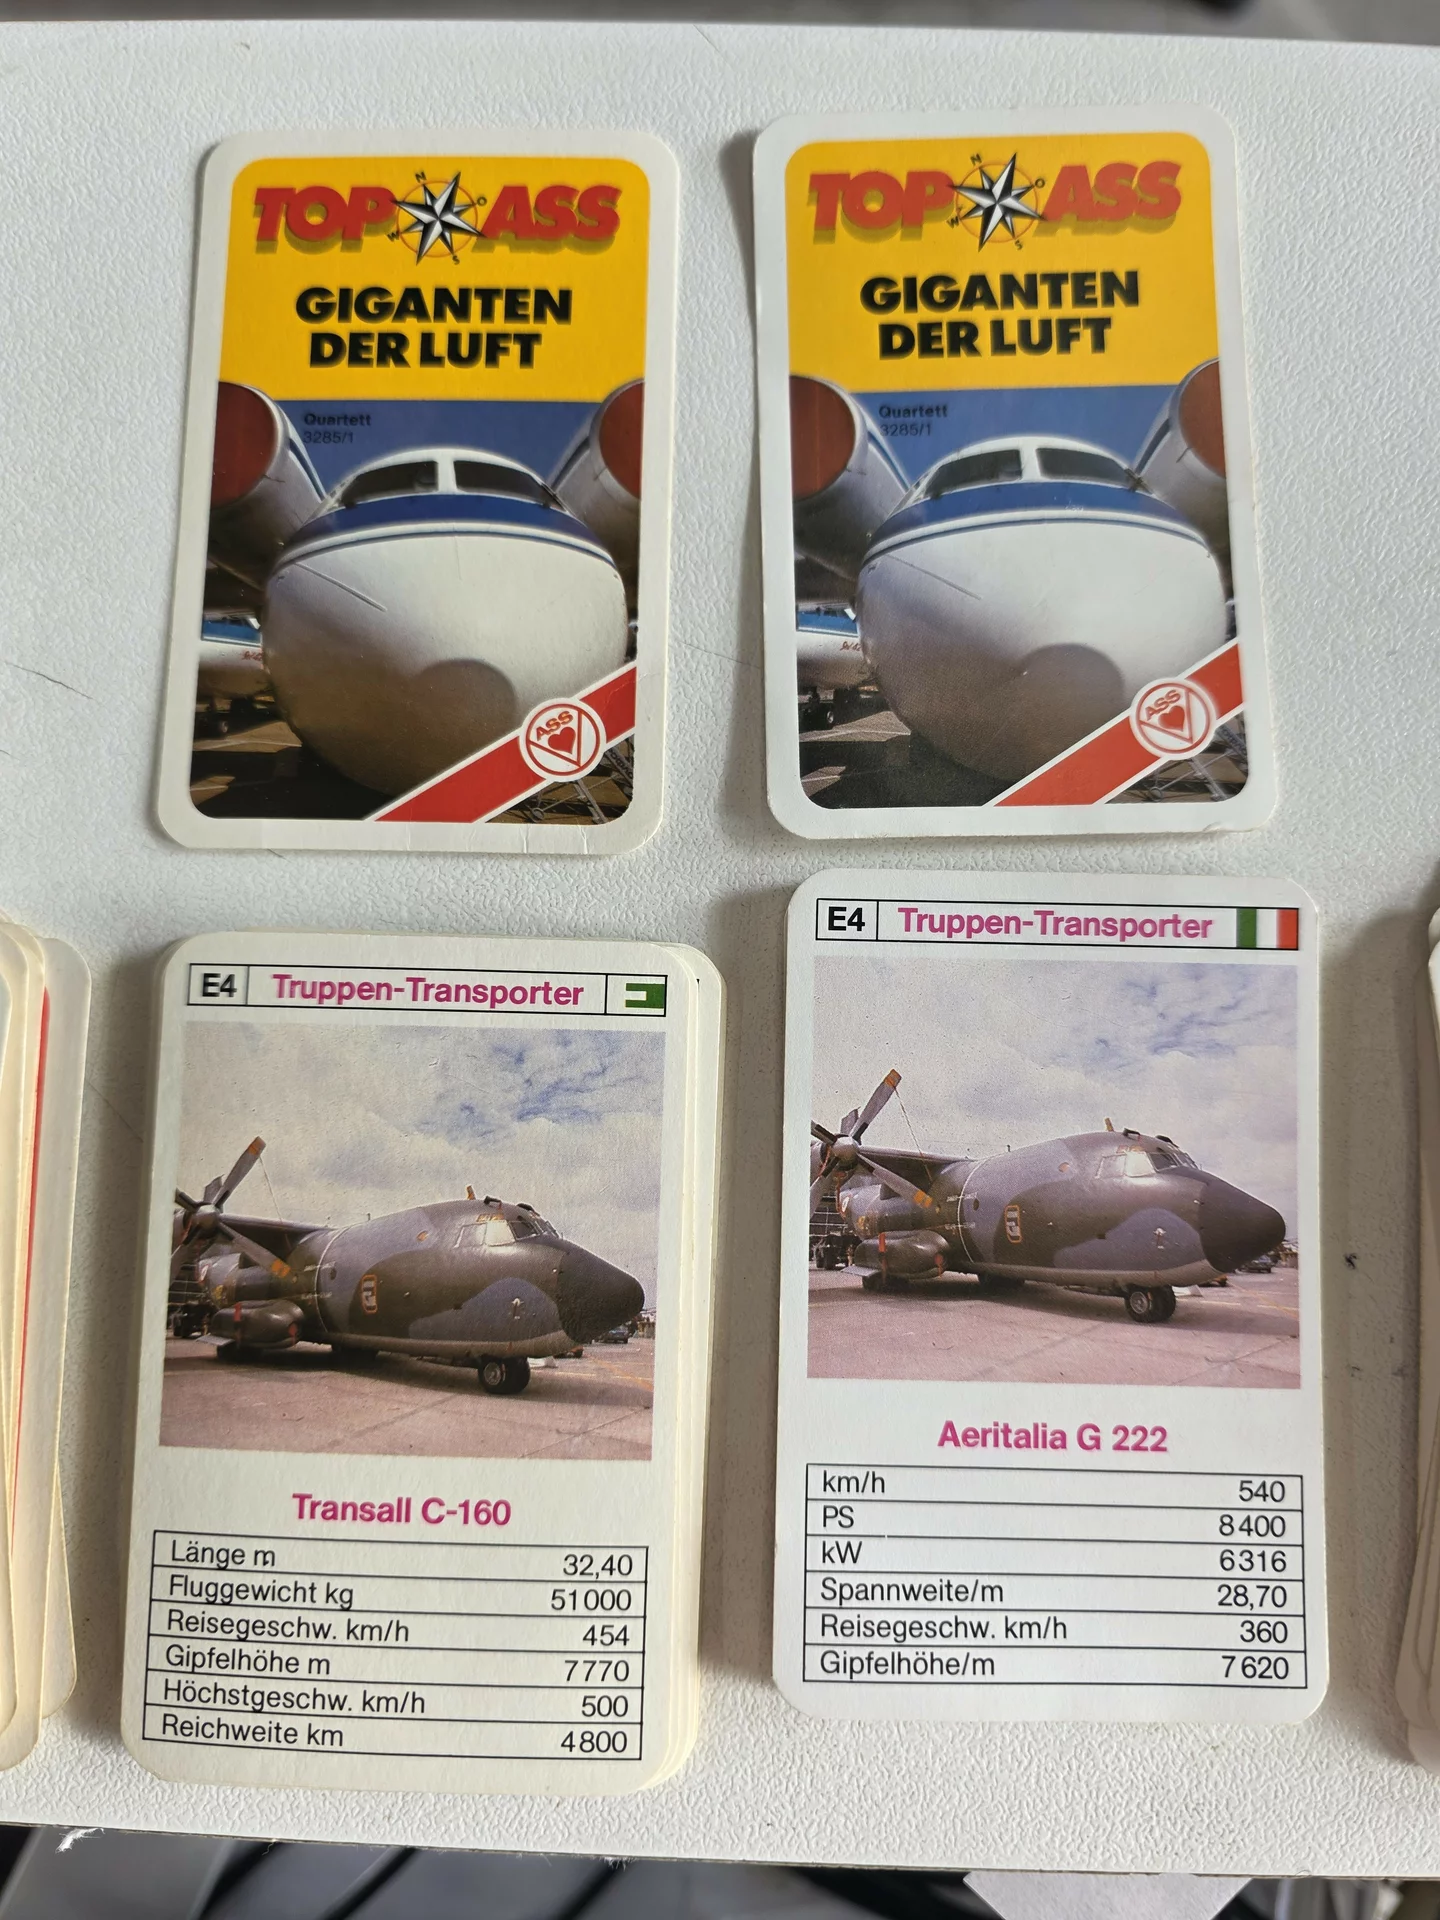 TOP ASS
N
O
W
S
GIGANTEN
DER LUFT
Quartett
3285/1
ASS
TOP ASS
N
O
W
S
GIGANTEN
DER LUFT
Quartett
3285/1
ASS
E4 Truppen-Transporter
Transall C-160
Länge m 32,40
Fluggewicht kg 51000
Reisegeschw. km/h 454
Gipfelhöhe m 7770
Höchstgeschw. km/h 500
Reichweite km 4800
E4 Truppen-Transporter
Aeritalia G 222
km/h 540
PS 8400
kW 6316
Spannweite/m 28,70
Reisegeschw. km/h 360
Gipfelhöhe/m 7620